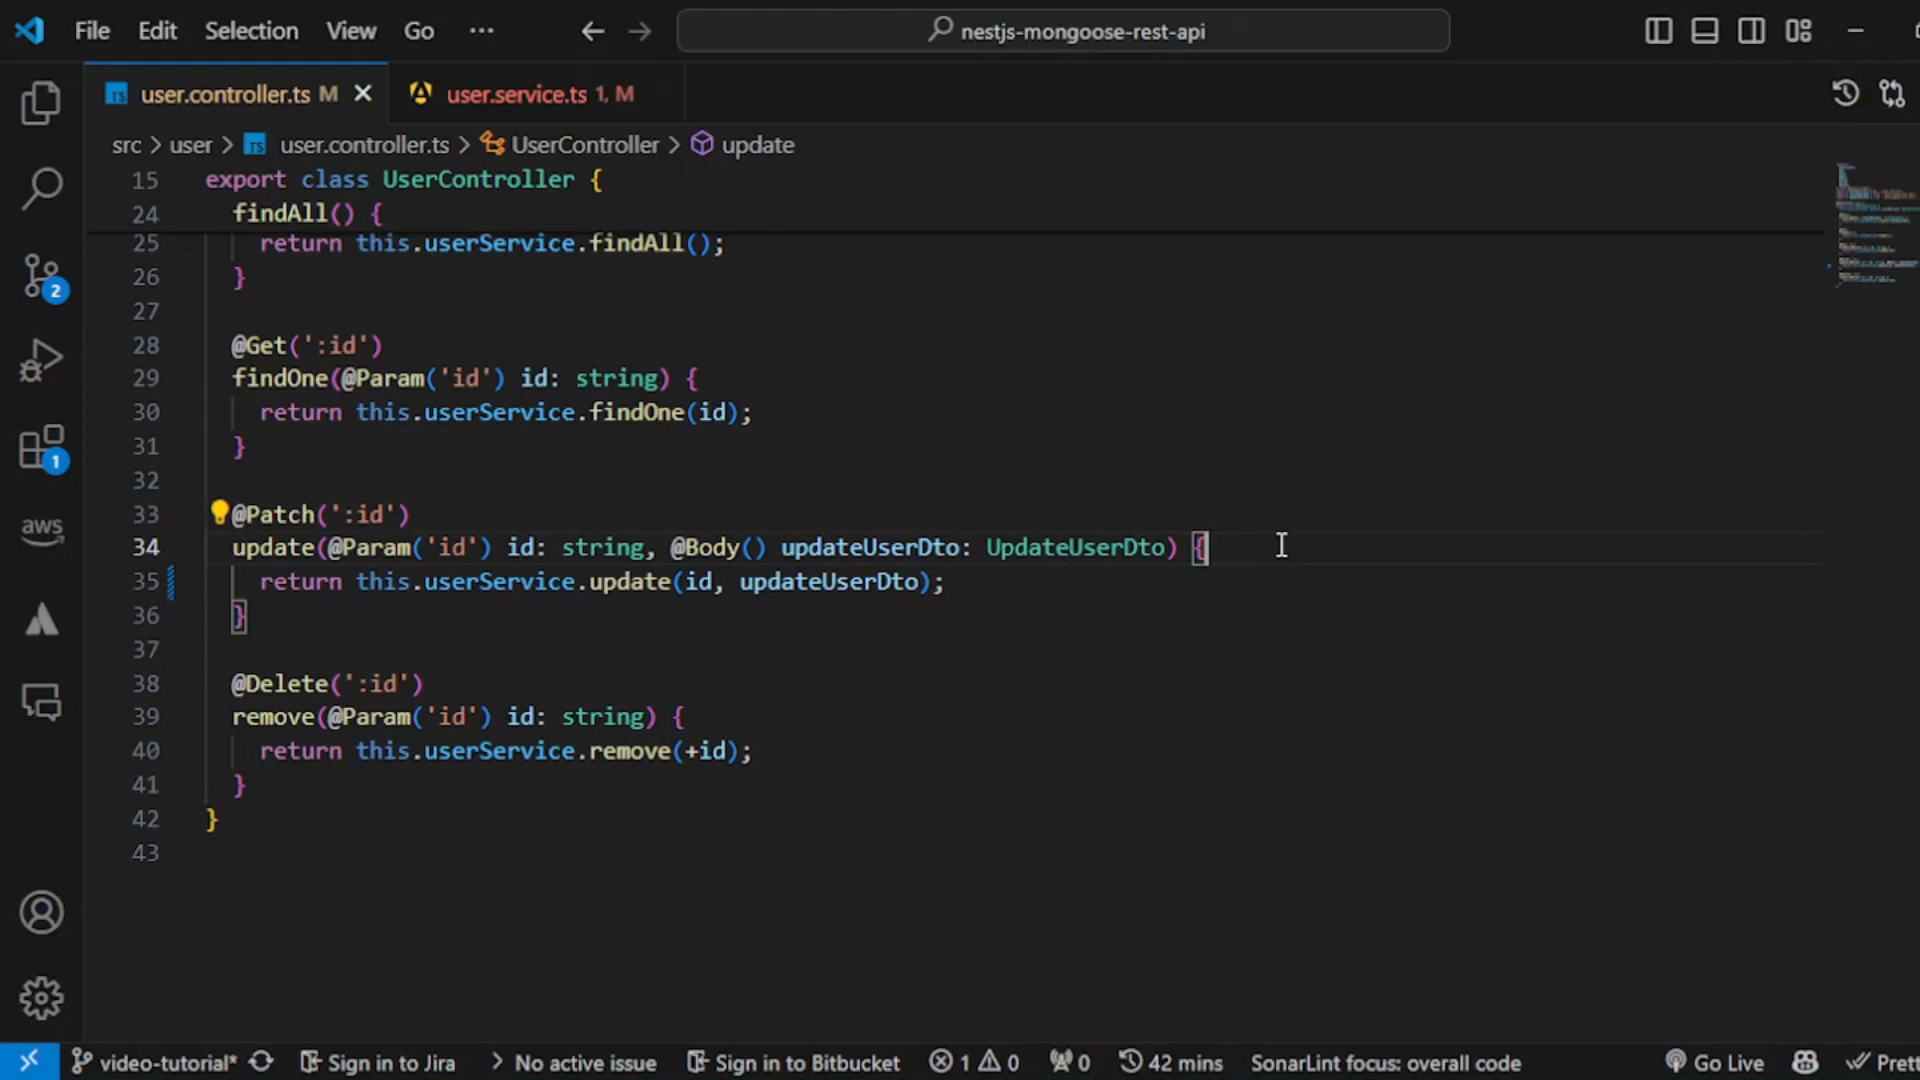 File Edit Selection View Go ··· nestjs-mongoose-rest-api
user.controller.ts M user.service.ts 1, M
src > user > TS user.controller.ts > UserController > update
15 export class UserController {
24 findAll() {
25 return this.userService.findAll();
26 }
27
28 @Get(':id')
29 findOne(@Param('id') id: string) {
30 return this.userService.findOne(id);
31 }
32
33 @Patch(':id')
34 update(@Param('id') id: string, @Body() updateUserDto: UpdateUserDto) {
35 return this.userService.update(id, updateUserDto);
36 }
37
38 @Delete(':id')
39 remove(@Param('id') id: string) {
40 return this.userService.remove(+id);
41 }
42 }
43
2
1
aws
video-tutorial* Sign in to Jira > No active issue Sign in to Bitbucket 1 0 0 42 mins SonarLint focus: overall code Go Live Prett